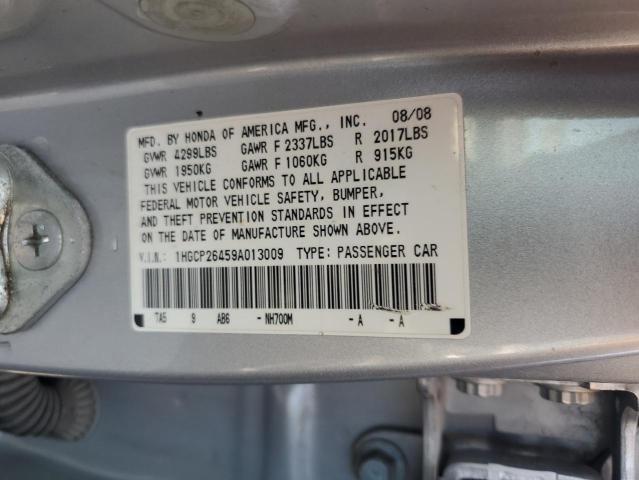 MFD. BY HONDA OF AMERICA MFG., INC. 08/08
GVWR 4299LBS GAWR F 2337LBS R 2017LBS
GVWR 1950KG GAWR F 1060KG R 915KG
THIS VEHICLE CONFORMS TO ALL APPLICABLE
FEDERAL MOTOR VEHICLE SAFETY, BUMPER,
AND THEFT PREVENTION STANDARDS IN EFFECT
ON THE DATE OF MANUFACTURE SHOWN ABOVE.
V.I.N.: 1HGCP26459A013009 TYPE: PASSENGER CAR
TA5 9 AB6 -NH700M -A -A